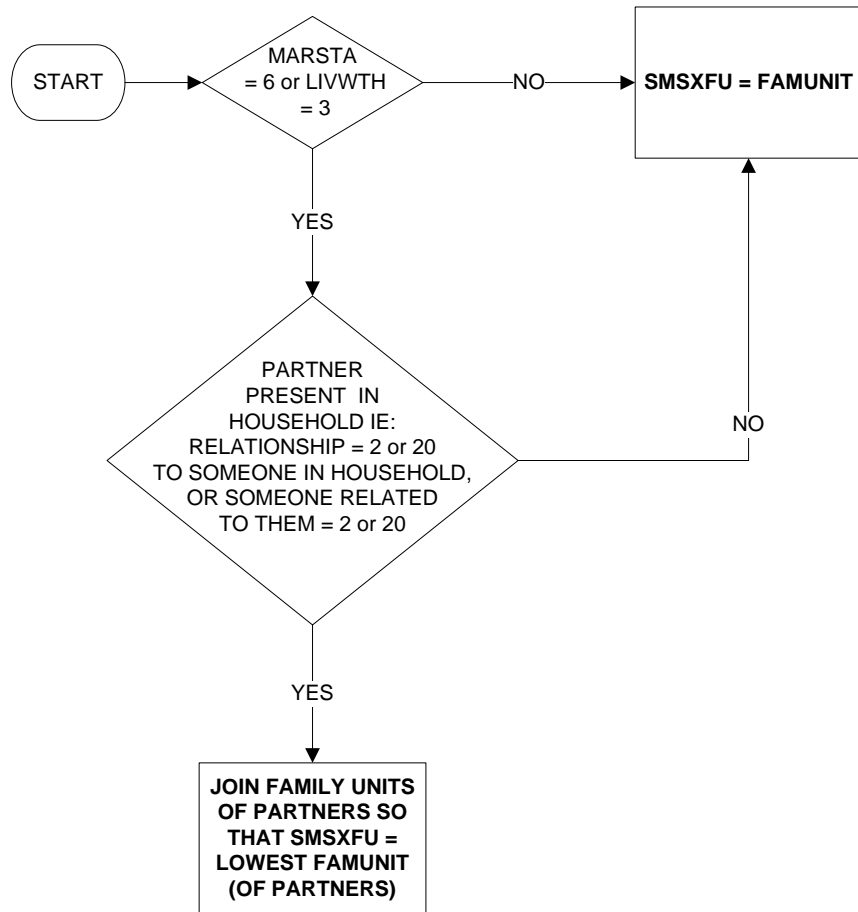 START
MARSTA
= 6 or LIVWTH
= 3
NO
SMSXFU = FAMUNIT
YES
PARTNER
PRESENT IN
HOUSEHOLD IE:
RELATIONSHIP = 2 or 20
TO SOMEONE IN HOUSEHOLD,
OR SOMEONE RELATED
TO THEM = 2 or 20
NO
YES
JOIN FAMILY UNITS
OF PARTNERS SO
THAT SMSXFU =
LOWEST FAMUNIT
(OF PARTNERS)